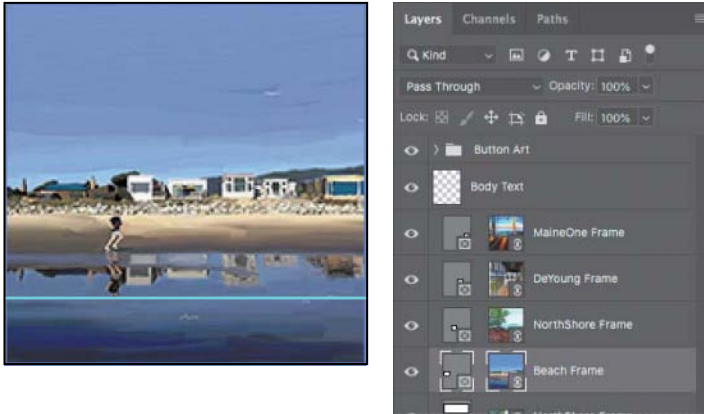 Layers Channels Paths
Kind
Pass Through Opacity: 100%
Lock: Fill: 100%
Button Art
Body Text
MaineOne Frame
DeYoung Frame
NorthShore Frame
Beach Frame